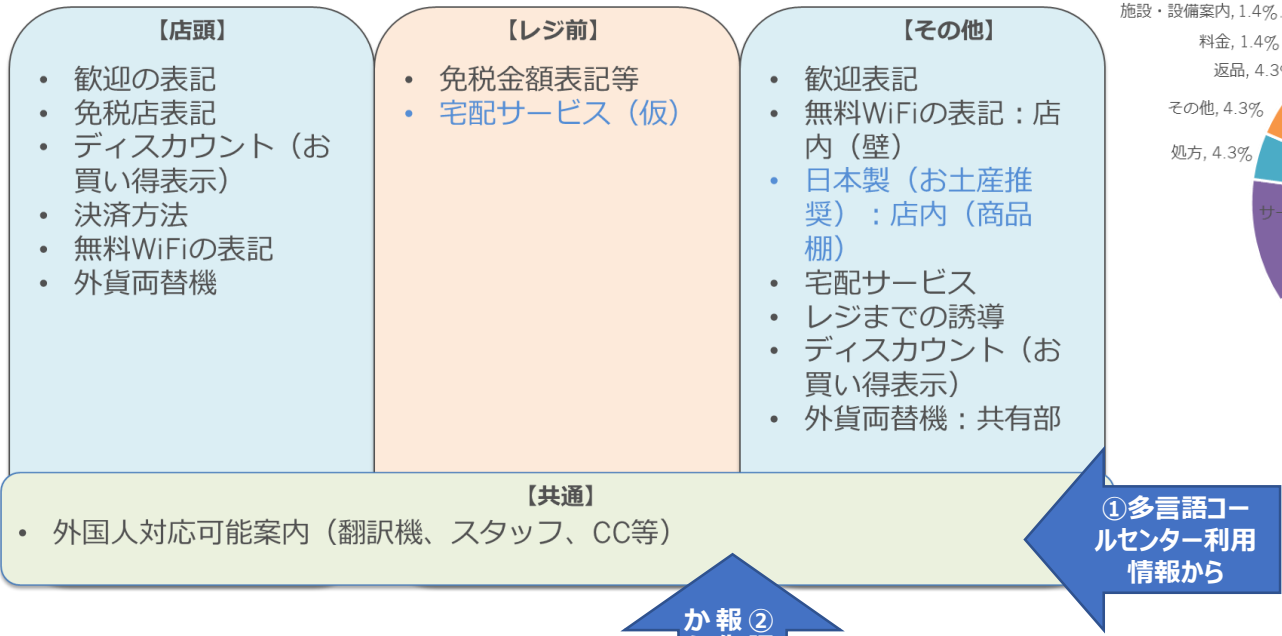 【店頭】
• 歓迎の表記
• 免税店表記
• ディスカウント（お
買い得表示）
• 決済方法
• 無料WiFiの表記
• 外貨両替機
【レジ前】
• 免税金額表記等
• 宅配サービス（仮）
【その他】
• 歓迎表記
• 無料WiFiの表記：店
内（壁）
• 日本製（お土産推
奨）：店内（商品
棚）
• 宅配サービス
• レジまでの誘導
• ディスカウント（お
買い得表示）
• 外貨両替機：共有部
【共通】
• 外国人対応可能案内（翻訳機、スタッフ、CC等）
①多言語コー
ルセンター利用
情報から
か報②
施設・設備案内, 1.4%
料金, 1.4%
返品, 4.3%
その他, 4.3%
処方, 4.3%
サー